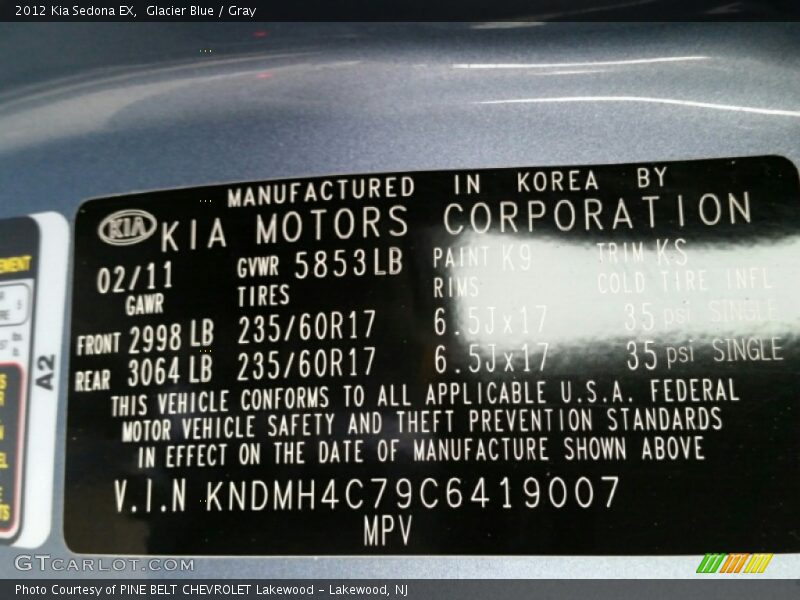 2012 Kia Sedona EX,  Glacier Blue / Gray
MANUFACTURED IN KOREA BY
KIA KIA MOTORS CORPORATION
02/11 GVWR 5853LB PAINT K9 TRIM KS
GAWR TIRES RIMS COLD TIRE INFL
FRONT 2998 LB 235/60R17 6.5Jx17 35 psi SINGLE
REAR 3064 LB 235/60R17 6.5Jx17 35 psi SINGLE
THIS VEHICLE CONFORMS TO ALL APPLICABLE U.S.A. FEDERAL
MOTOR VEHICLE SAFETY AND THEFT PREVENTION STANDARDS
IN EFFECT ON THE DATE OF MANUFACTURE SHOWN ABOVE
V.I.N KNDMH4C79C6419007
MPV
A2
GTCARLOT.COM
Photo Courtesy of PINE BELT CHEVROLET Lakewood - Lakewood, NJ